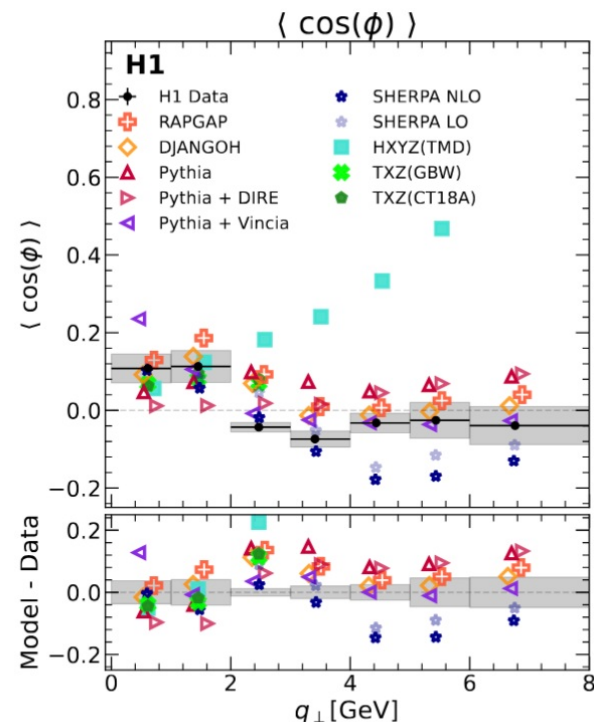 ⟨ cos(ϕ) ⟩
H1
H1 Data
RAPGAP
DJANGOH
Pythia
Pythia + DIRE
Pythia + Vincia
SHERPA NLO
SHERPA LO
HXYZ(TMD)
TXZ(GBW)
TXZ(CT18A)
⟨ cos(ϕ) ⟩
0.8
0.6
0.4
0.2
0.0
−0.2
Model - Data
0.2
0.0
−0.2
0 2 4 6 8
q⊥[GeV]